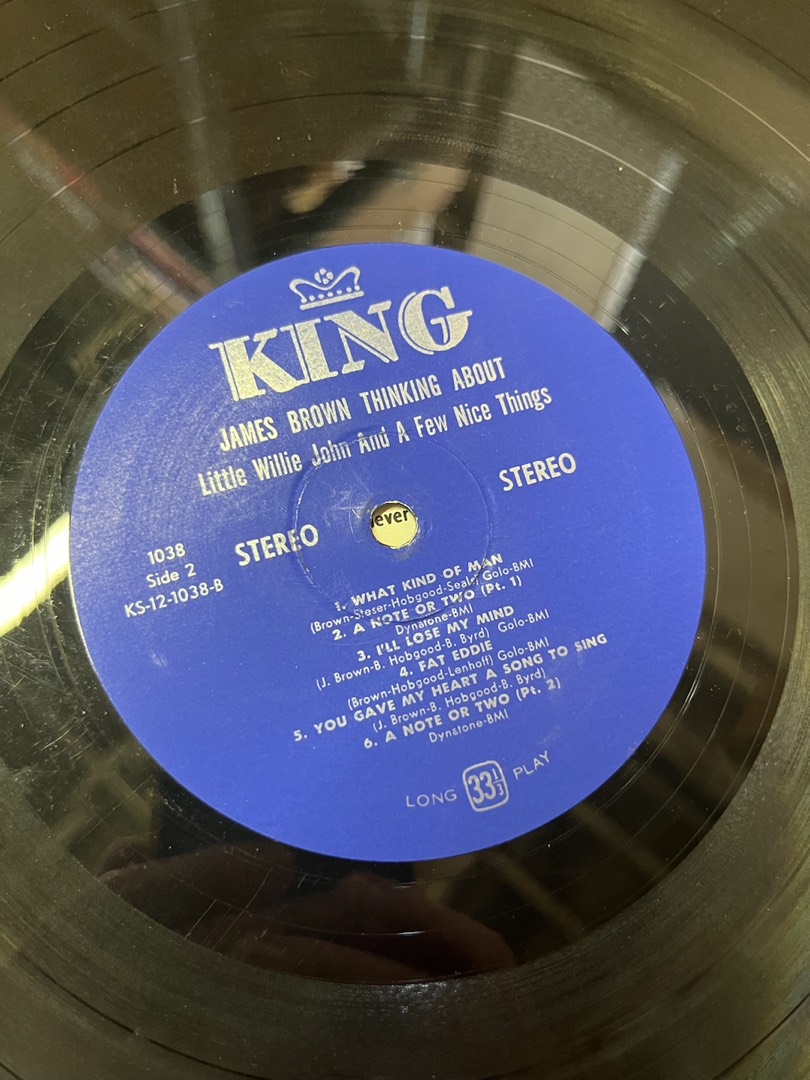 KING
JAMES BROWN THINKING ABOUT
Little Willie John And A Few Nice Things
STEREO
STEREO
1038
Side 2
KS-12-1038-B
ever
1. WHAT KIND OF MAN
(Brown-Steser-Hobgood-Seals) Golo-BMI
2. A NOTE OR TWO (Pt. 1)
Dynatone-BMI
3. I'LL LOSE MY MIND
(J. Brown-B. Hobgood-B. Byrd) Golo-BMI
4. FAT EDDIE
(Brown-Hobgood-Lenhoff) Golo-BMI
5. YOU GAVE MY HEART A SONG TO SING
(J. Brown-B. Hobgood-B. Byrd)
6. A NOTE OR TWO (Pt. 2)
Dynatone-BMI
LONG 33 1/3 PLAY